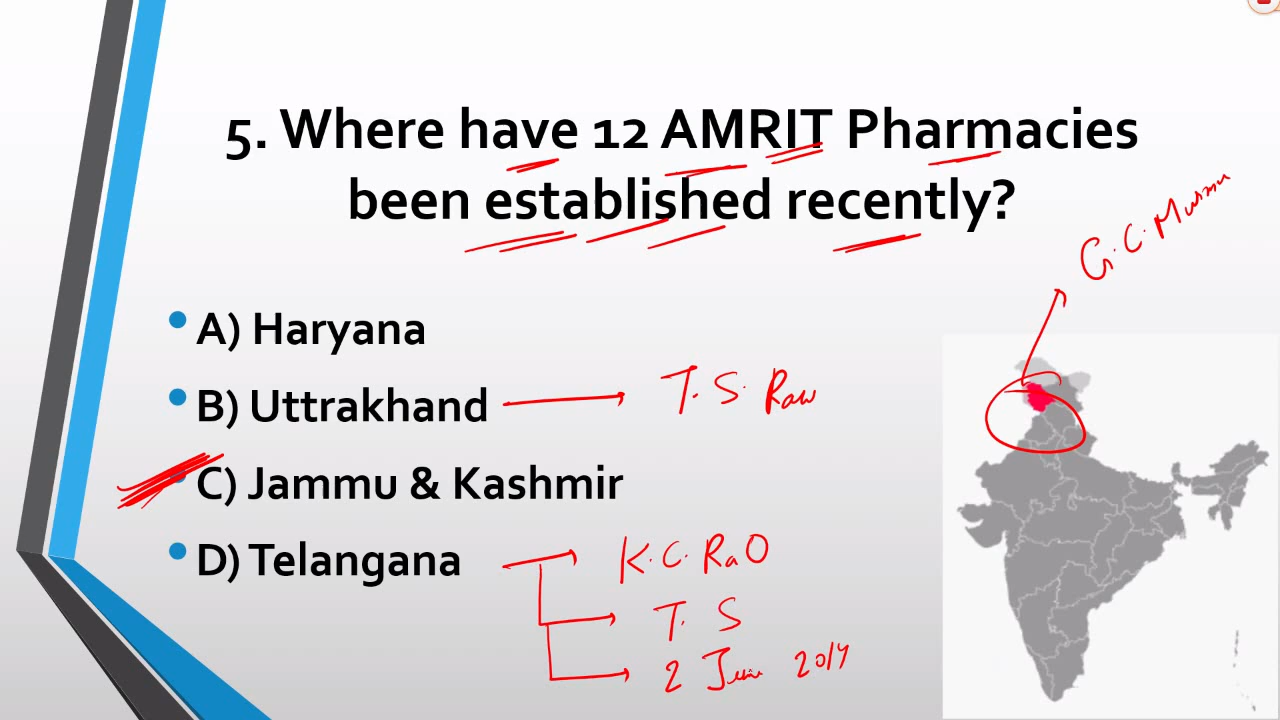 5. Where have 12 AMRIT Pharmacies
been established recently?
G.C. Murmu
A) Haryana
B) Uttrakhand T. S. Raw
C) Jammu & Kashmir
D) Telangana K.C. RaO
T. S
2 June 2014